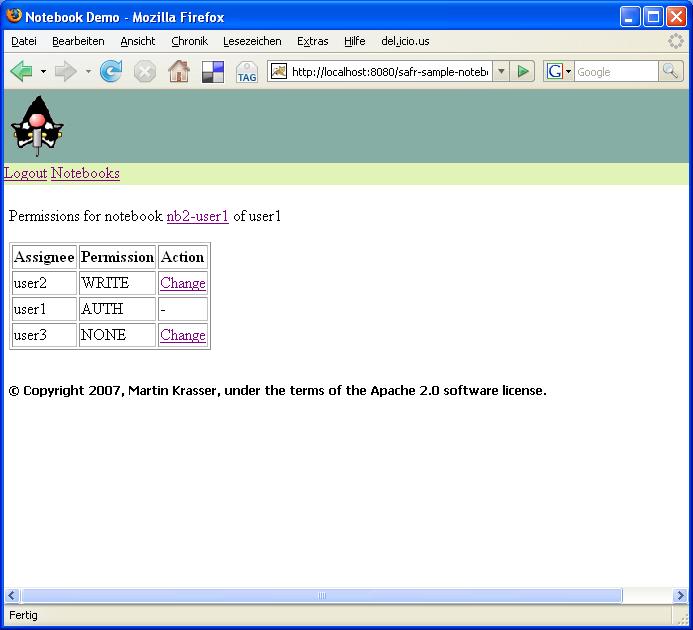 Notebook Demo - Mozilla Firefox
Datei Bearbeiten Ansicht Chronik Lesezeichen Extras Hilfe del.icio.us
TAG http://localhost:8080/safr-sample-noteb G Google
Logout Notebooks
Permissions for notebook nb2-user1 of user1
Assignee Permission Action
user2 WRITE Change
user1 AUTH -
user3 NONE Change
© Copyright 2007, Martin Krasser, under the terms of the Apache 2.0 software license.
Fertig